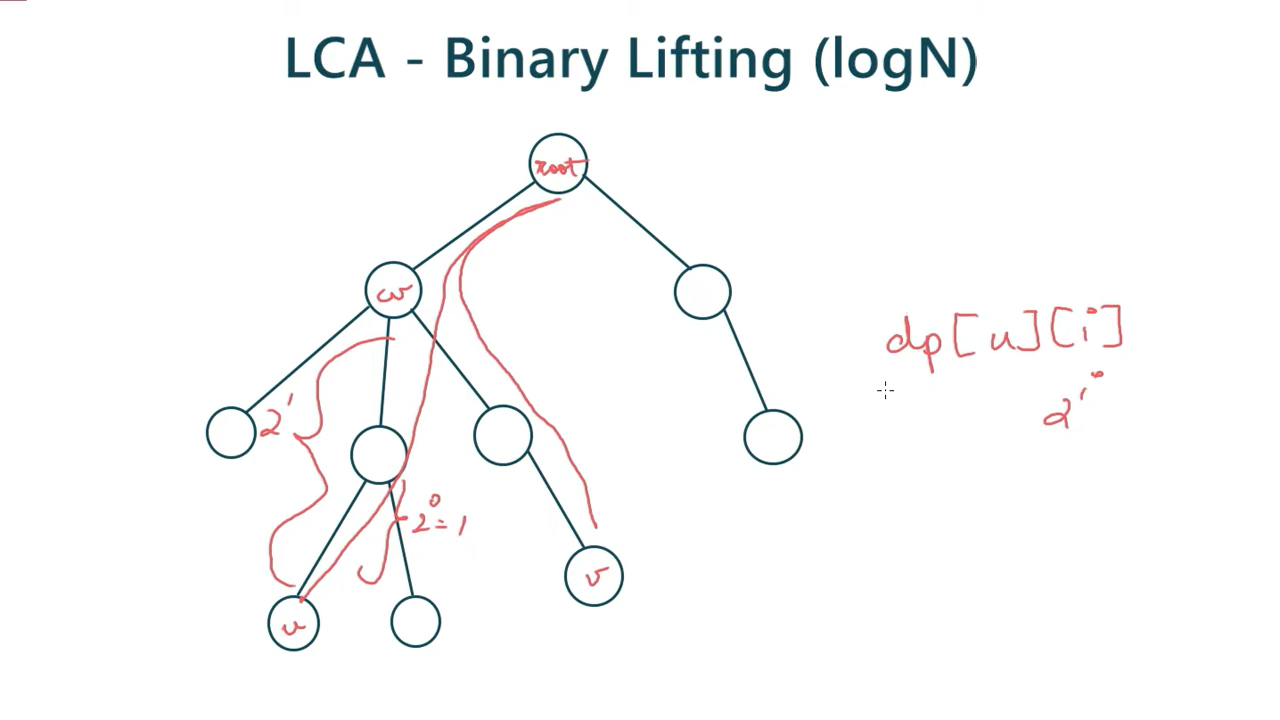 LCA - Binary Lifting (logN)
root
w
dp[u][i]
2^i
2^1
2^0 = 1
v
u